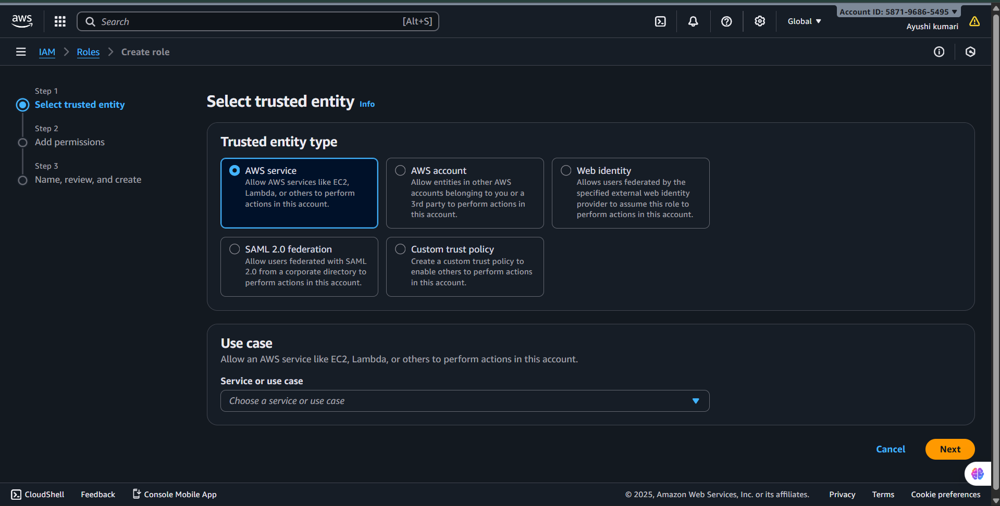 aws
Search [Alt+S]
Global
Account ID: 5871-9686-5495
Ayushi kumari
IAM
Roles
Create role
Step 1
Select trusted entity
Step 2
Add permissions
Step 3
Name, review, and create
Select trusted entity Info
Trusted entity type
AWS service
Allow AWS services like EC2,
Lambda, or others to perform
actions in this account.
AWS account
Allow entities in other AWS
accounts belonging to you or a
3rd party to perform actions in
this account.
Web identity
Allows users federated by the
specified external web identity
provider to assume this role to
perform actions in this account.
SAML 2.0 federation
Allow users federated with SAML
2.0 from a corporate directory to
perform actions in this account.
Custom trust policy
Create a custom trust policy to
enable others to perform actions
in this account.
Use case
Allow an AWS service like EC2, Lambda, or others to perform actions in this account.
Service or use case
Choose a service or use case
Cancel
Next
CloudShell
Feedback
Console Mobile App
© 2025, Amazon Web Services, Inc. or its affiliates.
Privacy
Terms
Cookie preferences